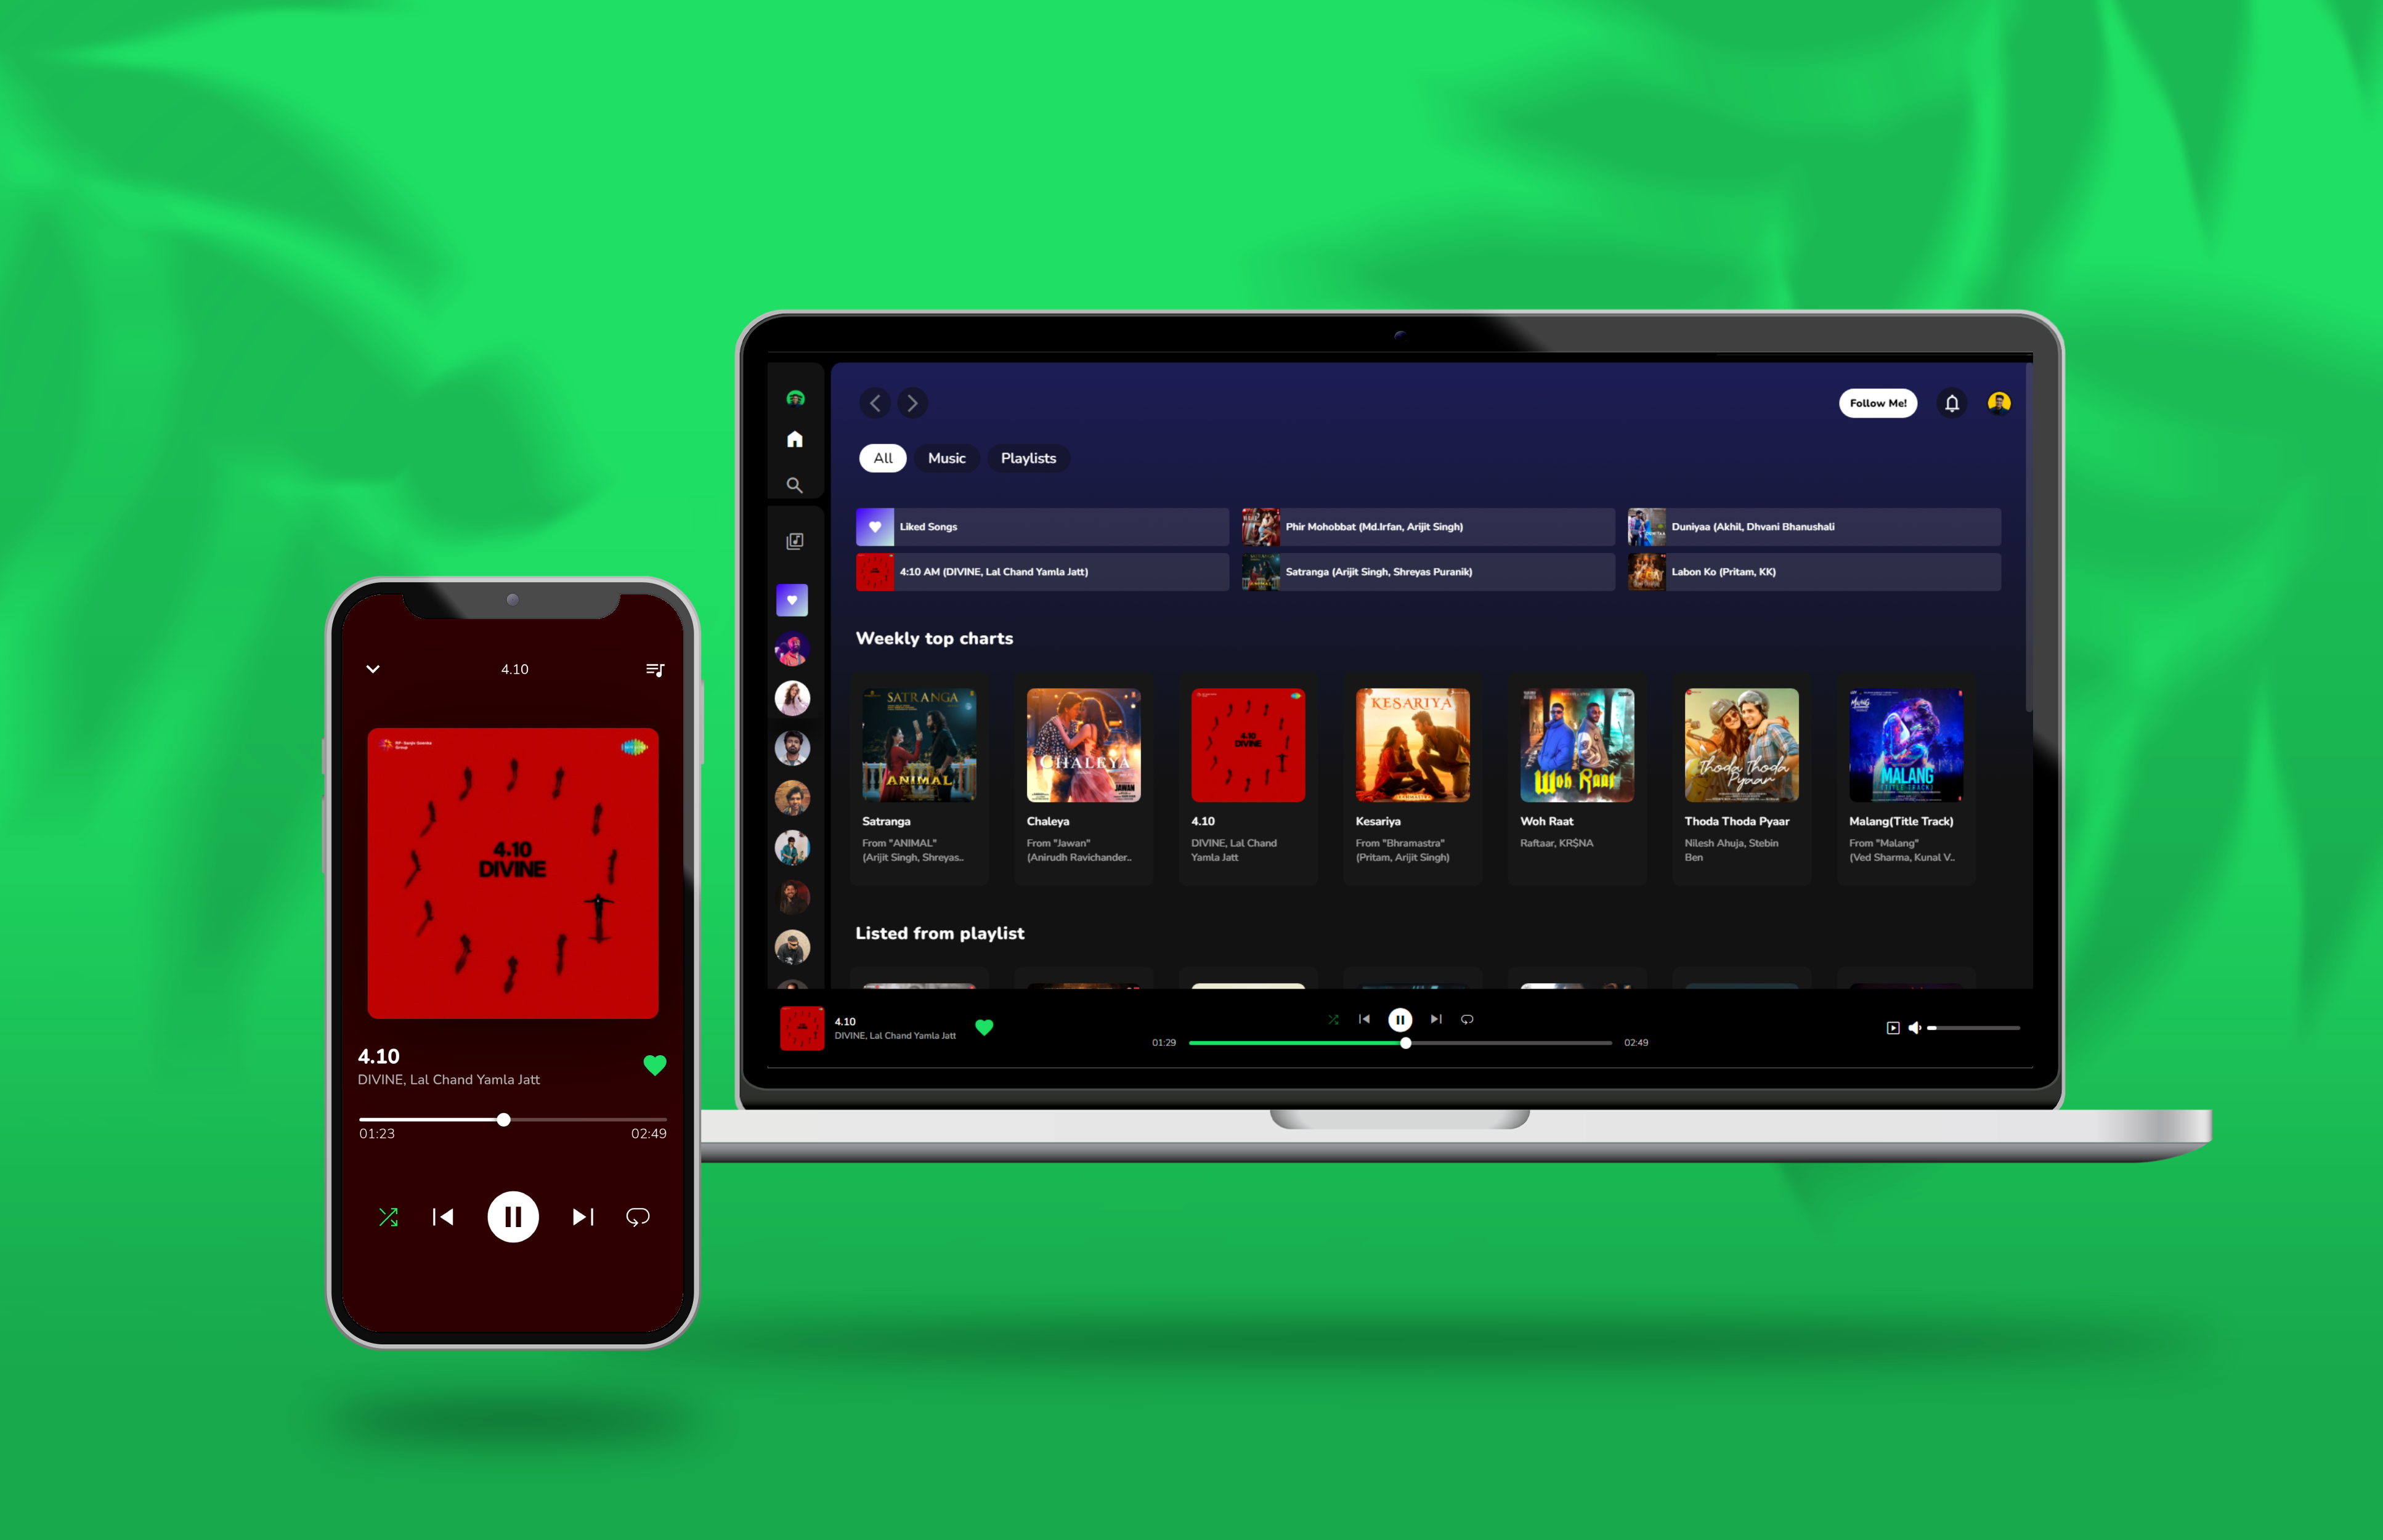 4.10
RP- Sanjiv Goenka
Group
4.10
DIVINE
4.10
DIVINE, Lal Chand Yamla Jatt
01:23
02:49
Follow Me!
All
Music
Playlists
Liked Songs
Phir Mohobbat (Md.Irfan, Arijit Singh)
Duniyaa (Akhil, Dhvani Bhanushali
4:10 AM (DIVINE, Lal Chand Yamla Jatt)
Satranga (Arijit Singh, Shreyas Puranik)
Labon Ko (Pritam, KK)
Weekly top charts
SATRANGA
ANIMAL
CHALEYA
JAWAN
4.10
DIVINE
KESARIYA
Woh Raat
Thoda Thoda
Pyaar
MALANG
(TITLE TRACK)
Satranga
From "ANIMAL"
(Arijit Singh, Shreyas..
Chaleya
From "Jawan"
(Anirudh Ravichander..
4.10
DIVINE, Lal Chand
Yamla Jatt
Kesariya
From "Bhramastra"
(Pritam, Arijit Singh)
Woh Raat
Raftaar, KR$NA
Thoda Thoda Pyaar
Nilesh Ahuja, Stebin
Ben
Malang(Title Track)
From "Malang"
(Ved Sharma, Kunal V..
Listed from playlist
4.10
DIVINE, Lal Chand Yamla Jatt
01:29
02:49